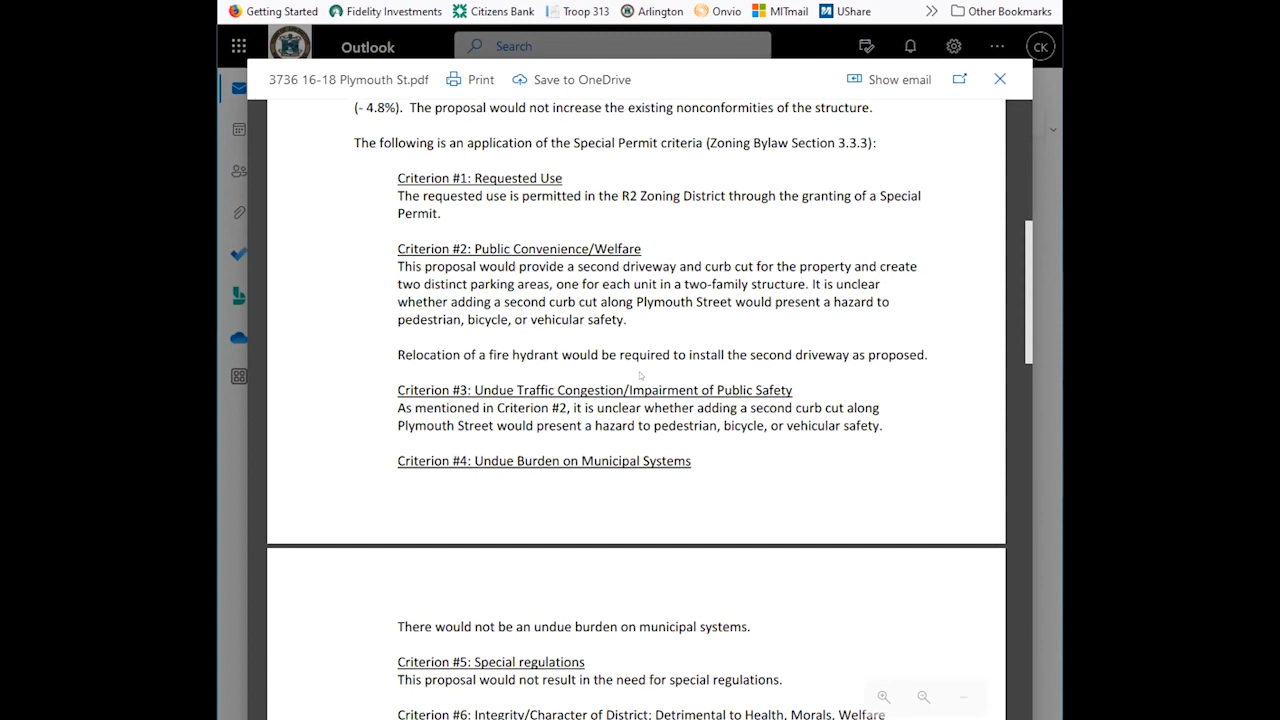 Getting Started Fidelity Investments Citizens Bank Troop 313 Arlington Onvio MITmail UShare Other Bookmarks
Outlook Search CK
3736 16-18 Plymouth St.pdf Print Save to OneDrive Show email
(- 4.8%). The proposal would not increase the existing nonconformities of the structure.
The following is an application of the Special Permit criteria (Zoning Bylaw Section 3.3.3):
Criterion #1: Requested Use
The requested use is permitted in the R2 Zoning District through the granting of a Special
Permit.
Criterion #2: Public Convenience/Welfare
This proposal would provide a second driveway and curb cut for the property and create
two distinct parking areas, one for each unit in a two-family structure. It is unclear
whether adding a second curb cut along Plymouth Street would present a hazard to
pedestrian, bicycle, or vehicular safety.
Relocation of a fire hydrant would be required to install the second driveway as proposed.
Criterion #3: Undue Traffic Congestion/Impairment of Public Safety
As mentioned in Criterion #2, it is unclear whether adding a second curb cut along
Plymouth Street would present a hazard to pedestrian, bicycle, or vehicular safety.
Criterion #4: Undue Burden on Municipal Systems
There would not be an undue burden on municipal systems.
Criterion #5: Special regulations
This proposal would not result in the need for special regulations.
Criterion #6: Integrity/Character of District; Detrimental to Health, Morals, Welfare